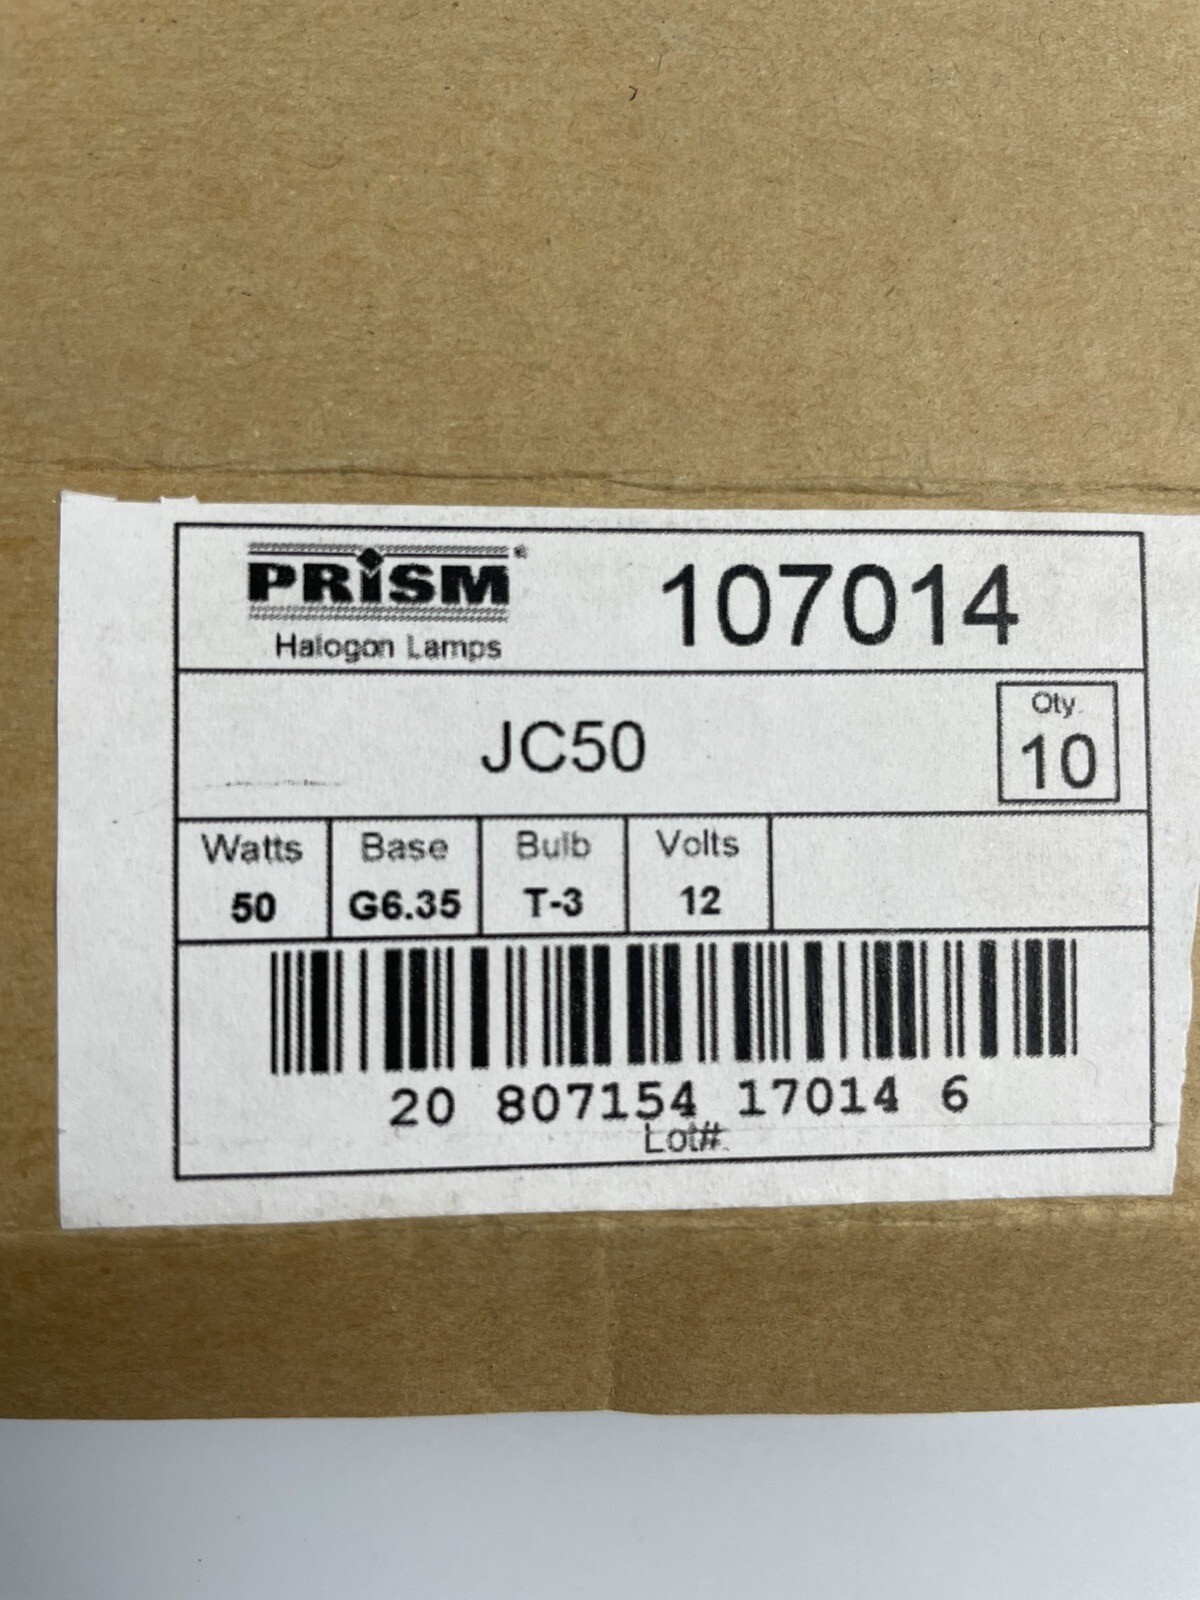 PRiSM®
Halogon Lamps
107014
JC50
Qty.
10
Watts Base Bulb Volts
50 G6.35 T-3 12
20 807154 17014 6
Lot#: